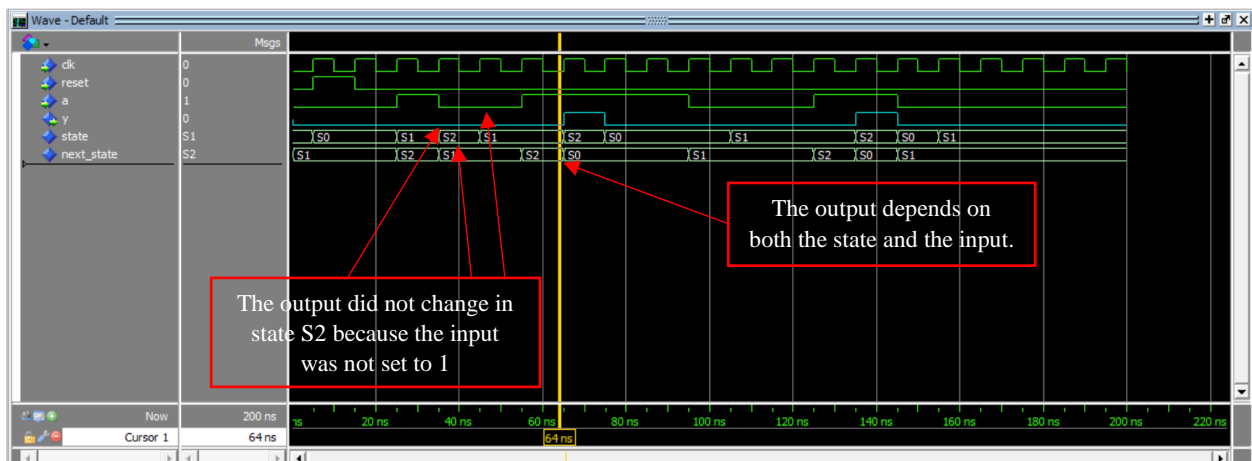 Wave - Default
Msgs
clk 0
reset 0
a 1
y 0
state S1 S0 S1 S2 S1 S2 S0 S1 S2 S0 S1
next_state S2 S1 S2 S1 S2 S0 S1 S2 S0 S1
The output depends on
both the state and the input.
The output did not change in
state S2 because the input
was not set to 1
Now 200 ns ns 20 ns 40 ns 60 ns 80 ns 100 ns 120 ns 140 ns 160 ns 180 ns 200 ns 220 ns
Cursor 1 64 ns 64 ns